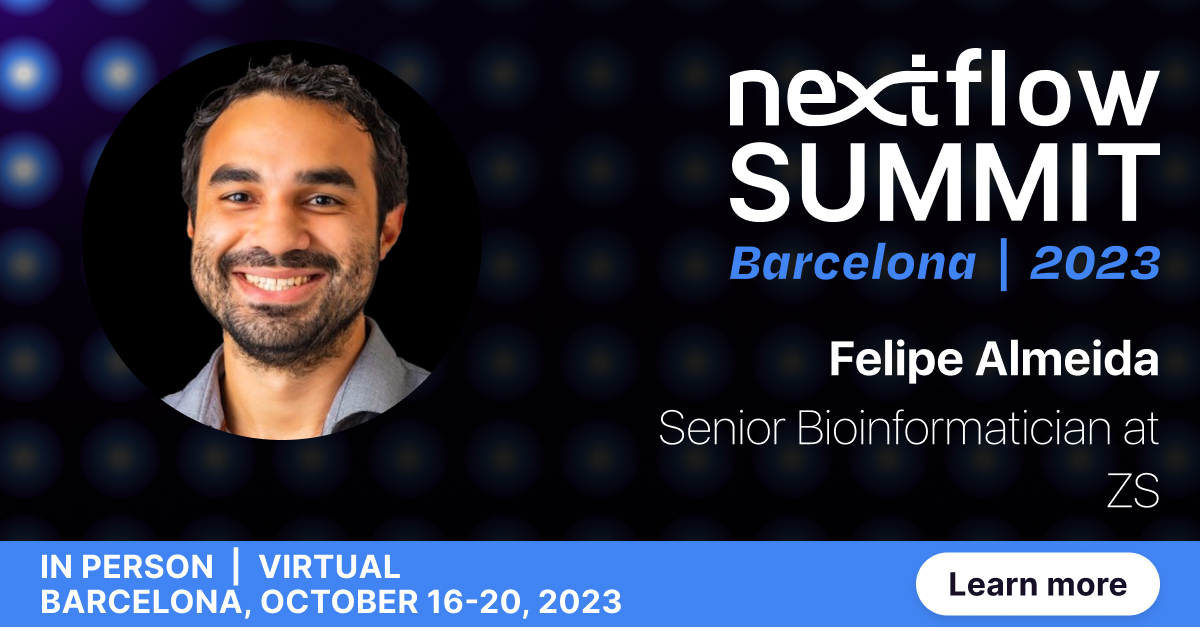 nextflow
SUMMIT
Barcelona | 2023
Felipe Almeida
Senior Bioinformatician at
ZS
IN PERSON | VIRTUAL
BARCELONA, OCTOBER 16-20, 2023
Learn more